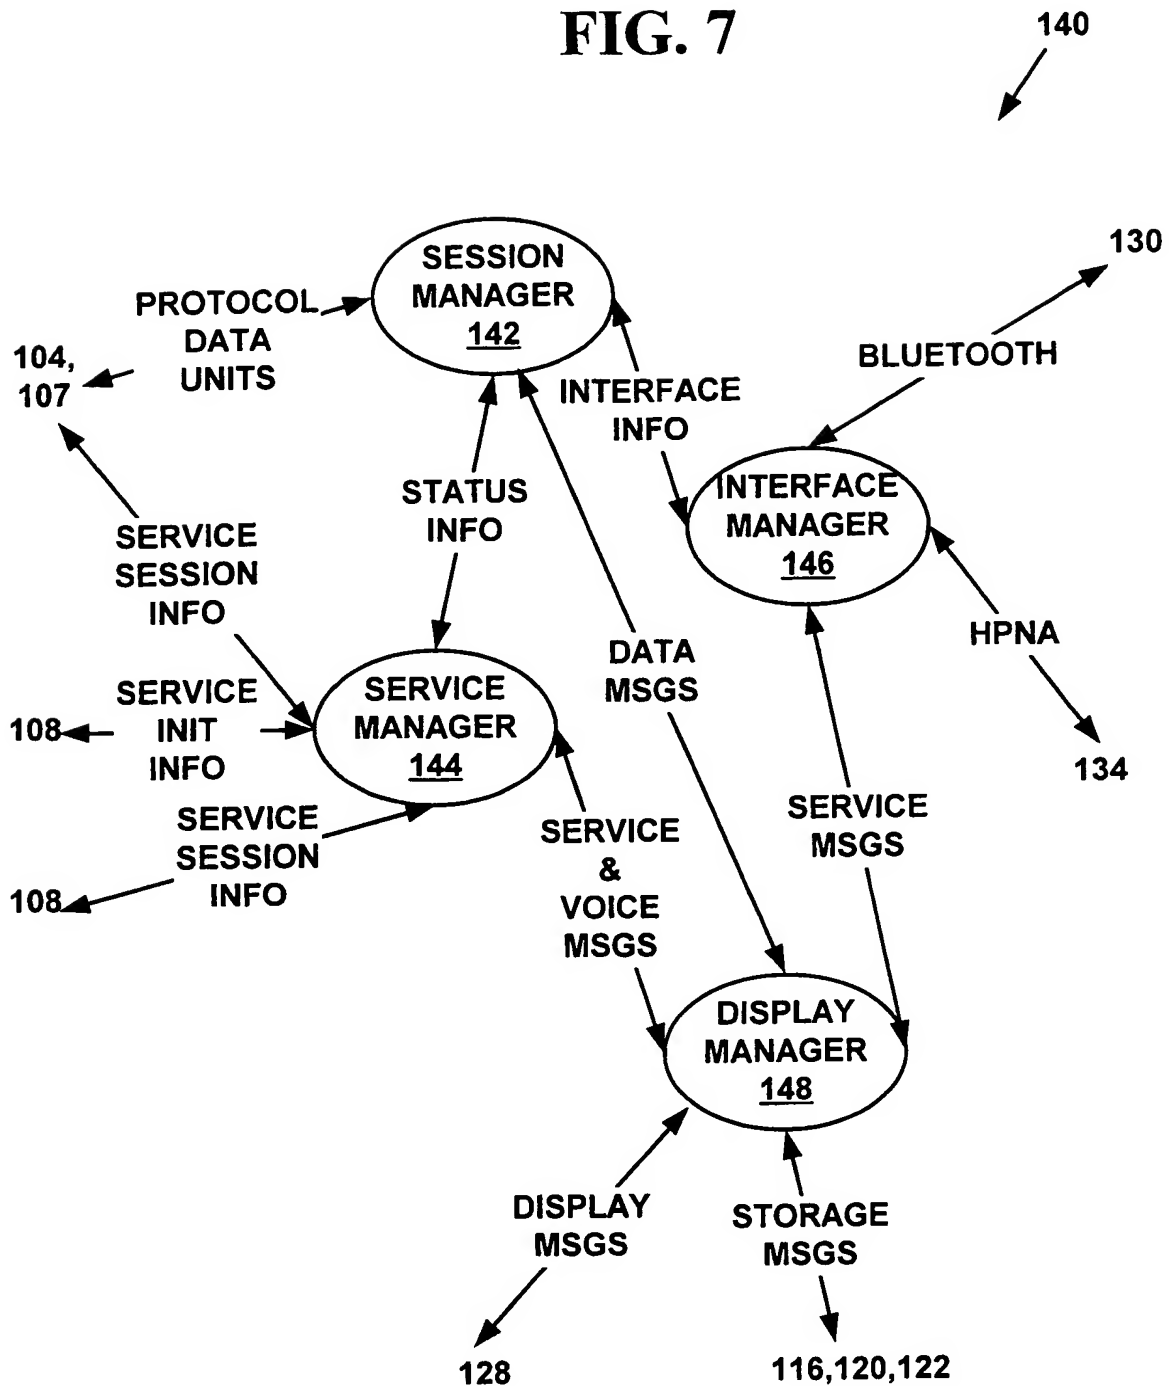 FIG. 7
140
SESSION
MANAGER
142
130
PROTOCOL
DATA
UNITS
104,
107
BLUETOOTH
INTERFACE
INFO
STATUS
INFO
INTERFACE
MANAGER
146
SERVICE
SESSION
INFO
HPNA
DATA
MSGS
SERVICE
MANAGER
144
SERVICE
INIT
INFO
108
134
SERVICE
SESSION
INFO
108
SERVICE
&
VOICE
MSGS
SERVICE
MSGS
DISPLAY
MANAGER
148
DISPLAY
MSGS
STORAGE
MSGS
128
116,120,122